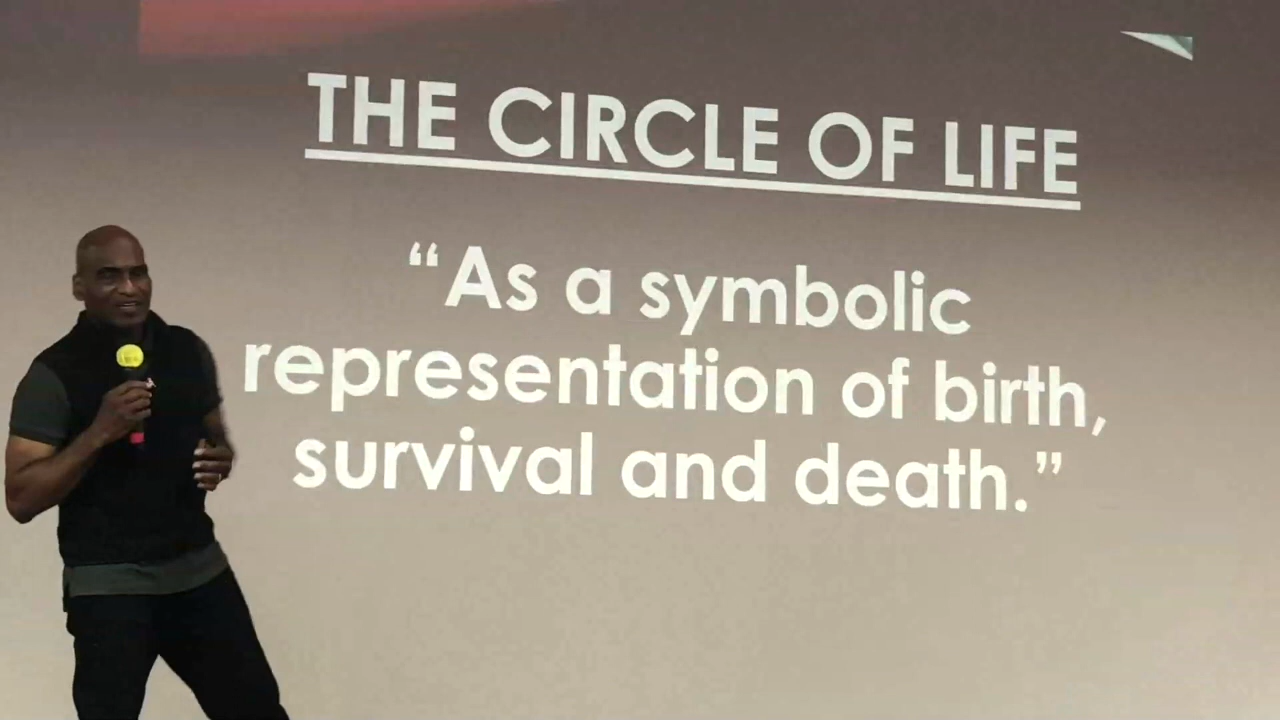 THE CIRCLE OF LIFE
“As a symbolic
representation of birth,
survival and death.”